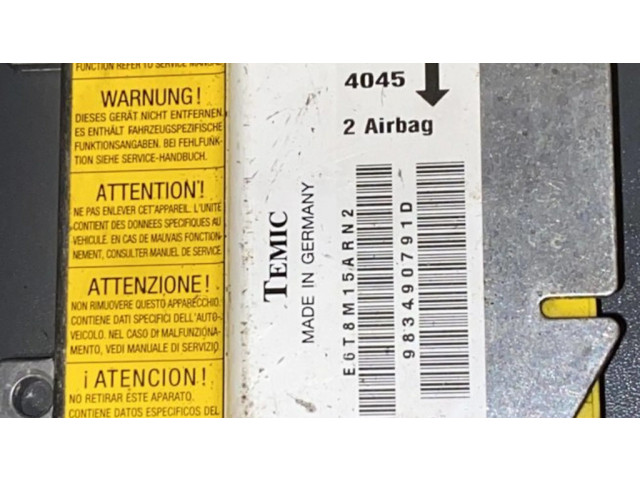 FUNCTION REFER TO SERVICE MANUAL
WARNUNG!
DIESES GERÄT NICHT ENTFERNEN
ES ENTHÄLT FAHRZEUGSPEZIFISCHE
FUNKTIONSANGABEN. BEI FEHLFUNK-
TION SIEHE SERVICE-HANDBUCH.
ATTENTION!
NE PAS ENLEVER CET APPAREIL. L'UNITÉ
CONTIENT DES DONNEES SPECIFIQUES AU
VEHICULE. EN CAS DE MAUVAIS FONCTION-
NEMENT, CONSULTER MANUEL DE SERVICE
ATTENZIONE!
NON RIMUOVERE QUESTO APPARECCHIO.
CONTIENE DATI SPECIFICI DELL'AUTO-
VEICOLO. NEL CASO DI MALFUNZIONA-
MENTO, VEDI MANUALE DI SERVIZIO
¡ATENCION!
NO RETIRAR ÉSTE APARATO.
CONTIENE DATOS ESPECIFICOS DEL
TEMIC
MADE IN GERMANY
4045
2 Airbag
E6T8M15ARN2
983490791D